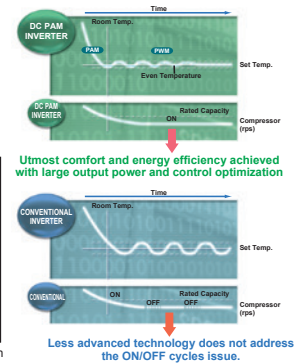 Time
DC PAM
INVERTER
Room Temp.
PAM
PWM
Even Temperature
Set Temp.
DC PAM
INVERTER
Rated Capacity
ON
Compressor
(rps)
Utmost comfort and energy efficiency achieved
with large output power and control optimization
Time
CONVENTIONAL
INVERTER
Room Temp.
Set Temp.
CONVENTIONAL
ON
Rated Capacity
OFF
OFF
Compressor
(rps)
Less advanced technology does not address
the ON/OFF cycles issue.